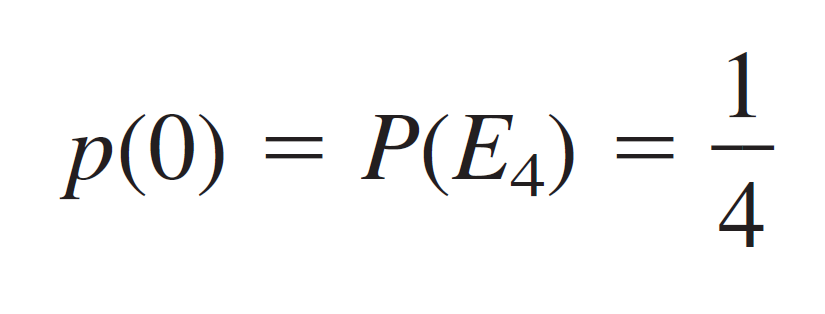 p(0) = P(E₄) = 1/4